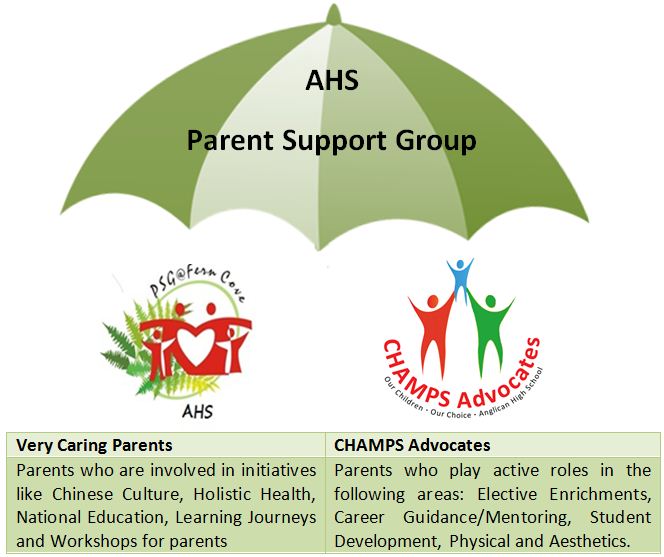 AHS
Parent Support Group
PSG@Fern Cove
AHS
CHAMPS Advocates
Our Children - Our Choice - Anglican High School
Very Caring Parents
Parents who are involved in initiatives
like Chinese Culture, Holistic Health,
National Education, Learning Journeys
and Workshops for parents
CHAMPS Advocates
Parents who play active roles in the
following areas: Elective Enrichments,
Career Guidance/Mentoring, Student
Development, Physical and Aesthetics.